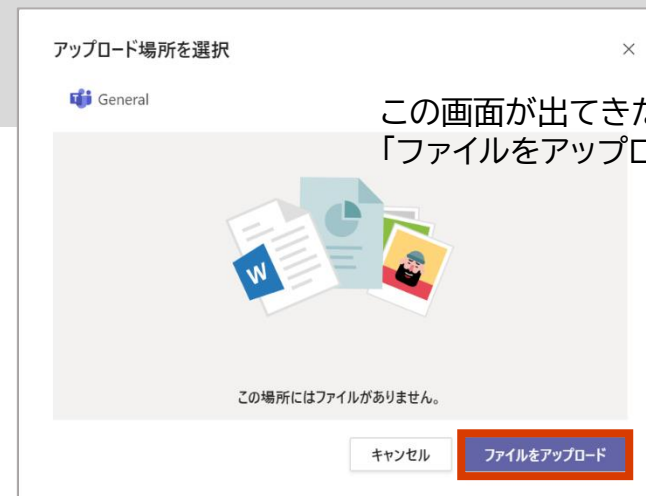 アップロード場所を選択
General
この画面が出てきた
「ファイルをアップロ
W
この場所にはファイルがありません。
キャンセル
ファイルをアップロード